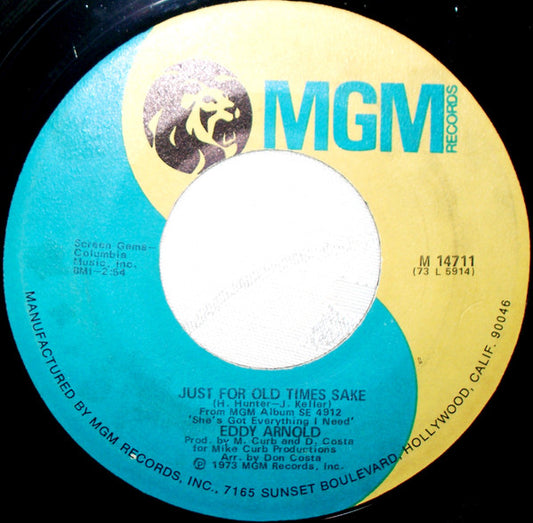 MGM
RECORDS
Screen Gems-
Columbia
Music, Inc.
BMI-2:54
M 14711
(73 L 5914)
JUST FOR OLD TIMES SAKE
(H. Hunter-J. Keller)
From MGM Album SE 4912
'She's Got Everything I Need'
EDDY ARNOLD
Prod. by M. Curb and D. Costa
for Mike Curb Productions
Arr. by Don Costa
℗ 1973 MGM Records, Inc.
MANUFACTURED BY MGM RECORDS, INC., 7165 SUNSET BOULEVARD, HOLLYWOOD, CALIF. 90046